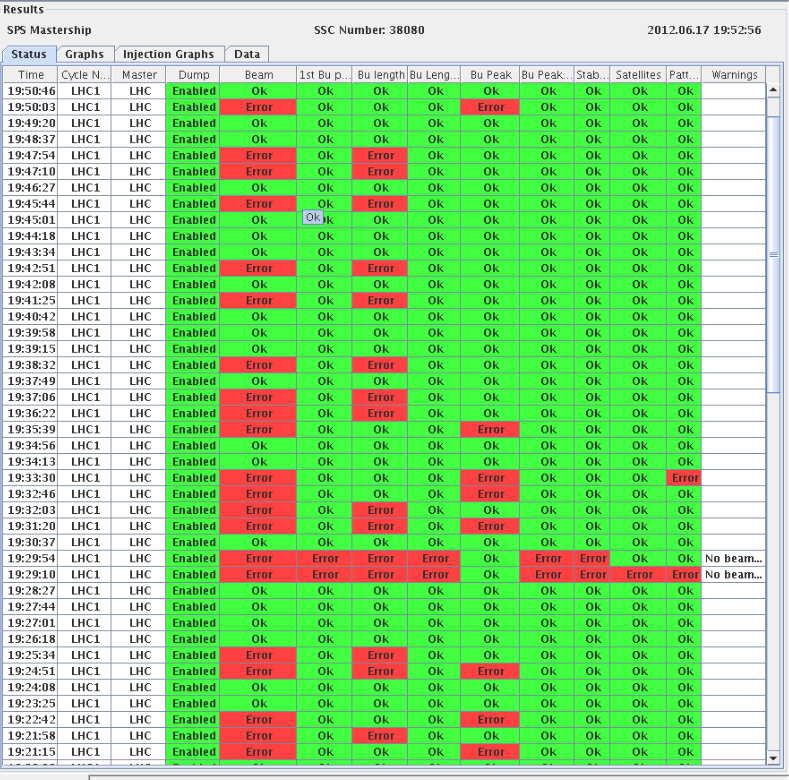 Results
SPS Mastership SSC Number: 38080 2012.06.17 19:52:56
Status Graphs Injection Graphs Data
Time Cycle N... Master Dump Beam 1st Bu p... Bu length Bu Leng... Bu Peak Bu Peak... Stab... Satellites Patt... Warnings
19:50:46 LHC1 LHC Enabled Ok Ok Ok Ok Ok Ok Ok Ok Ok
19:50:03 LHC1 LHC Enabled Error Ok Ok Ok Error Ok Ok Ok Ok
19:49:20 LHC1 LHC Enabled Ok Ok Ok Ok Ok Ok Ok Ok Ok
19:48:37 LHC1 LHC Enabled Ok Ok Ok Ok Ok Ok Ok Ok Ok
19:47:54 LHC1 LHC Enabled Error Ok Error Ok Ok Ok Ok Ok Ok
19:47:10 LHC1 LHC Enabled Error Ok Error Ok Ok Ok Ok Ok Ok
19:46:27 LHC1 LHC Enabled Ok Ok Ok Ok Ok Ok Ok Ok Ok
19:45:44 LHC1 LHC Enabled Error Ok Error Ok Ok Ok Ok Ok Ok
19:45:01 LHC1 LHC Enabled Ok Ok Ok Ok Ok Ok Ok Ok Ok
19:44:18 LHC1 LHC Enabled Ok Ok Ok Ok Ok Ok Ok Ok Ok
19:43:34 LHC1 LHC Enabled Ok Ok Ok Ok Ok Ok Ok Ok Ok
19:42:51 LHC1 LHC Enabled Error Ok Error Ok Ok Ok Ok Ok Ok
19:42:08 LHC1 LHC Enabled Ok Ok Ok Ok Ok Ok Ok Ok Ok
19:41:25 LHC1 LHC Enabled Error Ok Error Ok Ok Ok Ok Ok Ok
19:40:42 LHC1 LHC Enabled Ok Ok Ok Ok Ok Ok Ok Ok Ok
19:39:58 LHC1 LHC Enabled Ok Ok Ok Ok Ok Ok Ok Ok Ok
19:39:15 LHC1 LHC Enabled Ok Ok Ok Ok Ok Ok Ok Ok Ok
19:38:32 LHC1 LHC Enabled Error Ok Error Ok Ok Ok Ok Ok Ok
19:37:49 LHC1 LHC Enabled Ok Ok Ok Ok Ok Ok Ok Ok Ok
19:37:06 LHC1 LHC Enabled Error Ok Error Ok Ok Ok Ok Ok Ok
19:36:22 LHC1 LHC Enabled Error Ok Error Ok Ok Ok Ok Ok Ok
19:35:39 LHC1 LHC Enabled Error Ok Ok Ok Error Ok Ok Ok Ok
19:34:56 LHC1 LHC Enabled Ok Ok Ok Ok Ok Ok Ok Ok Ok
19:34:13 LHC1 LHC Enabled Ok Ok Ok Ok Ok Ok Ok Ok Ok
19:33:30 LHC1 LHC Enabled Error Ok Ok Ok Error Ok Ok Ok Error
19:32:46 LHC1 LHC Enabled Error Ok Ok Ok Error Ok Ok Ok Ok
19:32:03 LHC1 LHC Enabled Error Ok Error Ok Ok Ok Ok Ok Ok
19:31:20 LHC1 LHC Enabled Error Ok Error Ok Error Ok Ok Ok Ok
19:30:37 LHC1 LHC Enabled Ok Ok Ok Ok Ok Ok Ok Ok Ok
19:29:54 LHC1 LHC Enabled Error Error Error Error Ok Error Error Ok Ok No beam...
19:29:10 LHC1 LHC Enabled Error Error Error Error Ok Error Error Error Error No beam...
19:28:27 LHC1 LHC Enabled Ok Ok Ok Ok Ok Ok Ok Ok Ok
19:27:44 LHC1 LHC Enabled Ok Ok Ok Ok Ok Ok Ok Ok Ok
19:27:01 LHC1 LHC Enabled Ok Ok Ok Ok Ok Ok Ok Ok Ok
19:26:18 LHC1 LHC Enabled Ok Ok Ok Ok Ok Ok Ok Ok Ok
19:25:34 LHC1 LHC Enabled Error Ok Error Ok Ok Ok Ok Ok Ok
19:24:51 LHC1 LHC Enabled Error Ok Error Ok Error Ok Ok Ok Ok
19:24:08 LHC1 LHC Enabled Ok Ok Ok Ok Ok Ok Ok Ok Ok
19:23:25 LHC1 LHC Enabled Ok Ok Ok Ok Ok Ok Ok Ok Ok
19:22:42 LHC1 LHC Enabled Error Ok Ok Ok Error Ok Ok Ok Ok
19:21:58 LHC1 LHC Enabled Error Ok Error Ok Ok Ok Ok Ok Ok
19:21:15 LHC1 LHC Enabled Error Ok Ok Ok Error Ok Ok Ok Ok